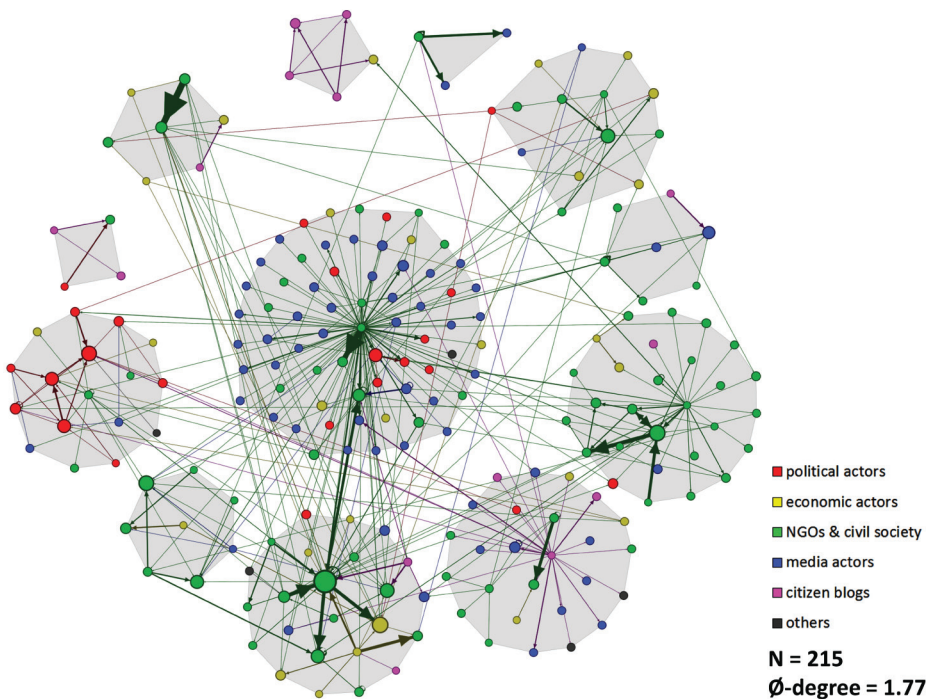 political actors
economic actors
NGOs & civil society
media actors
citizen blogs
others
N = 215
Ø-degree = 1.77